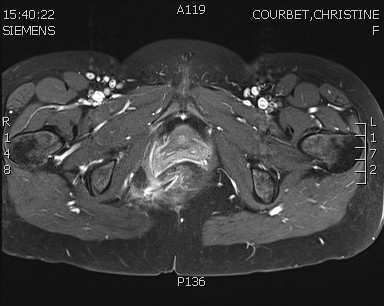 15:40:22
SIEMENS
A119
COURBET,CHRISTINE
F
R
1
4
8
L
1
7
2
P136